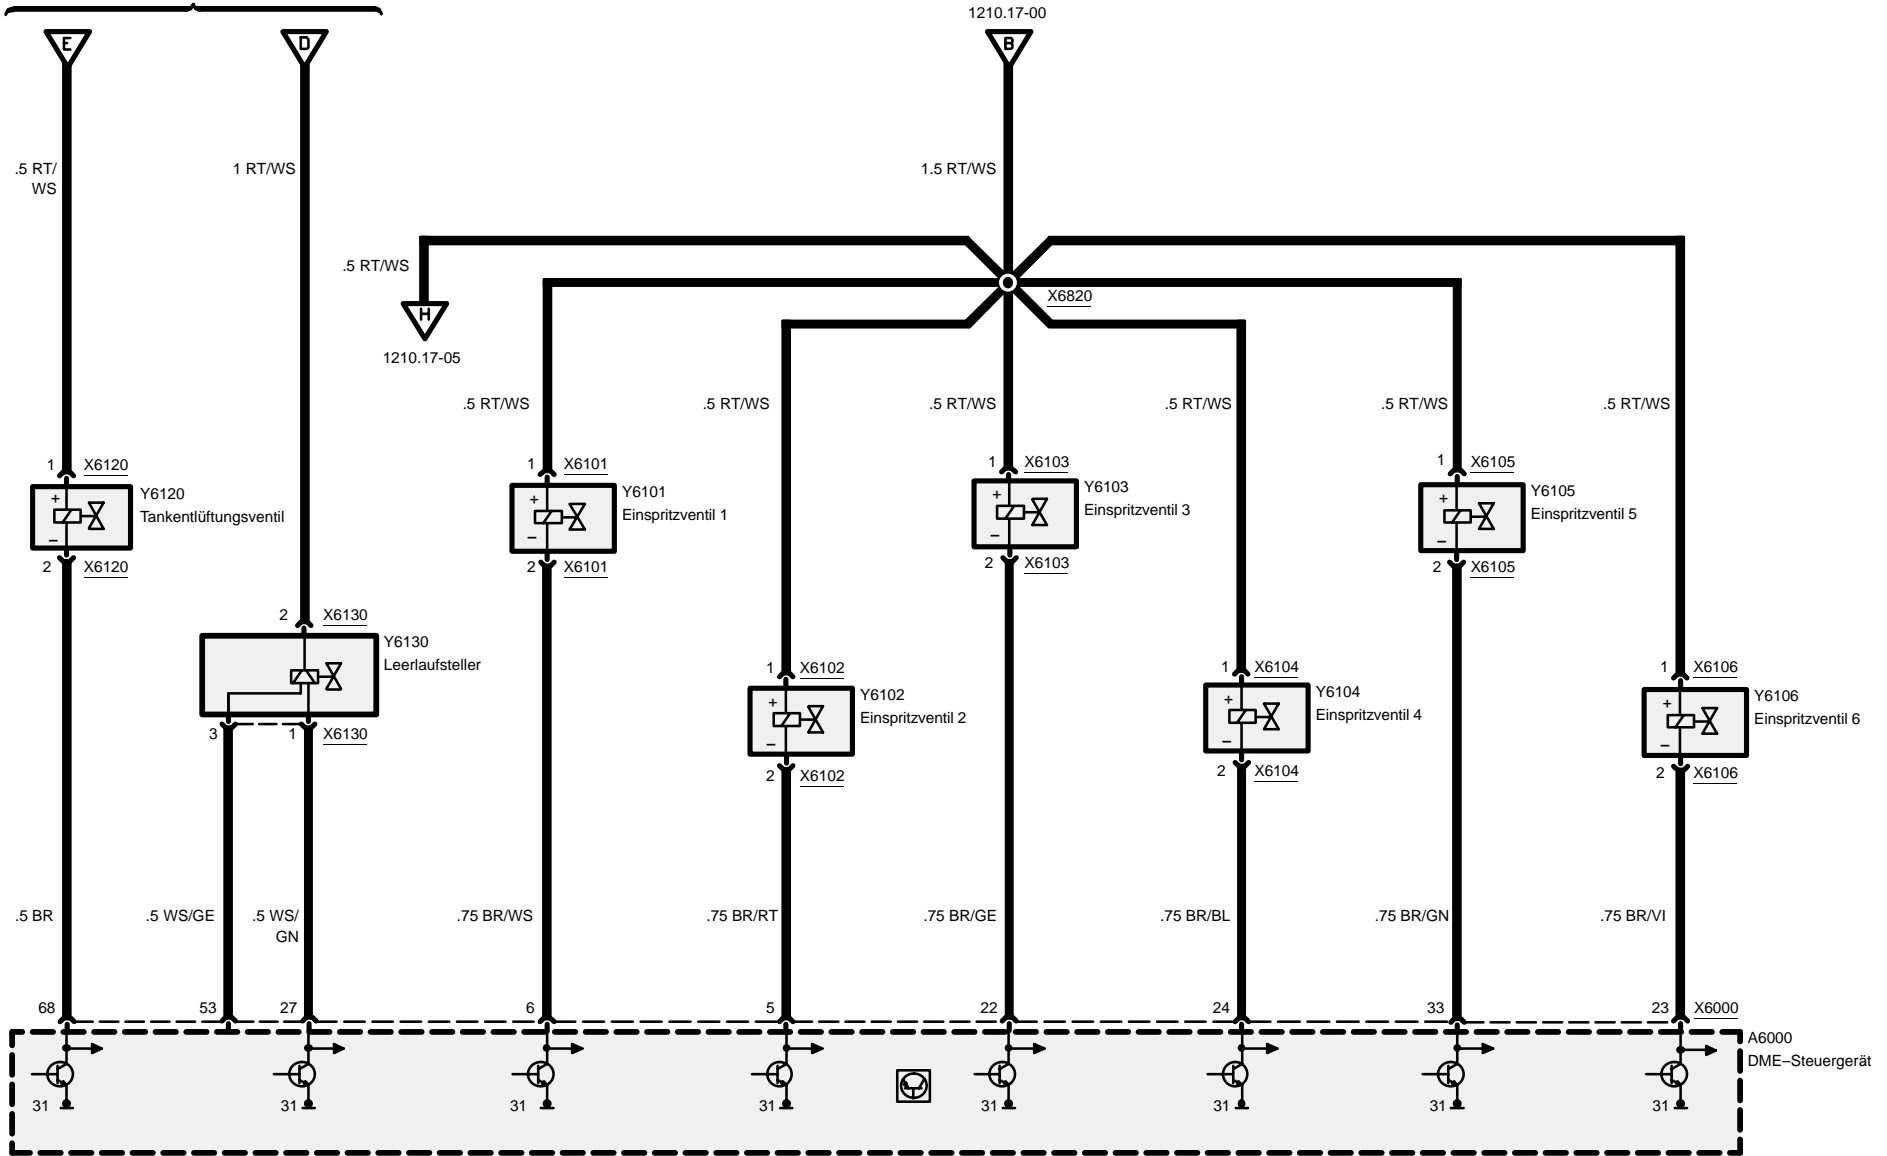 1210.17-00
E
D
B
.5 RT/
WS
1 RT/WS
1.5 RT/WS
.5 RT/WS
H
1210.17-05
X6820
.5 RT/WS
.5 RT/WS
.5 RT/WS
.5 RT/WS
.5 RT/WS
.5 RT/WS
1 X6120
Y6120
+
Tankentlüftungsventil
−
2 X6120
1 X6101
Y6101
+
Einspritzventil 1
−
2 X6101
1 X6103
Y6103
+
Einspritzventil 3
−
2 X6103
1 X6105
Y6105
+
Einspritzventil 5
−
2 X6105
2 X6130
Y6130
Leerlaufsteller
3 1 X6130
1 X6102
Y6102
+
Einspritzventil 2
−
2 X6102
1 X6104
Y6104
+
Einspritzventil 4
−
2 X6104
1 X6106
Y6106
+
Einspritzventil 6
−
2 X6106
.5 BR
.5 WS/GE
.5 WS/
GN
.75 BR/WS
.75 BR/RT
.75 BR/GE
.75 BR/BL
.75 BR/GN
.75 BR/VI
68 53 27 6 5 22 24 33 23 X6000
A6000
DME–Steuergerät
31 31 31 31 31 31 31 31